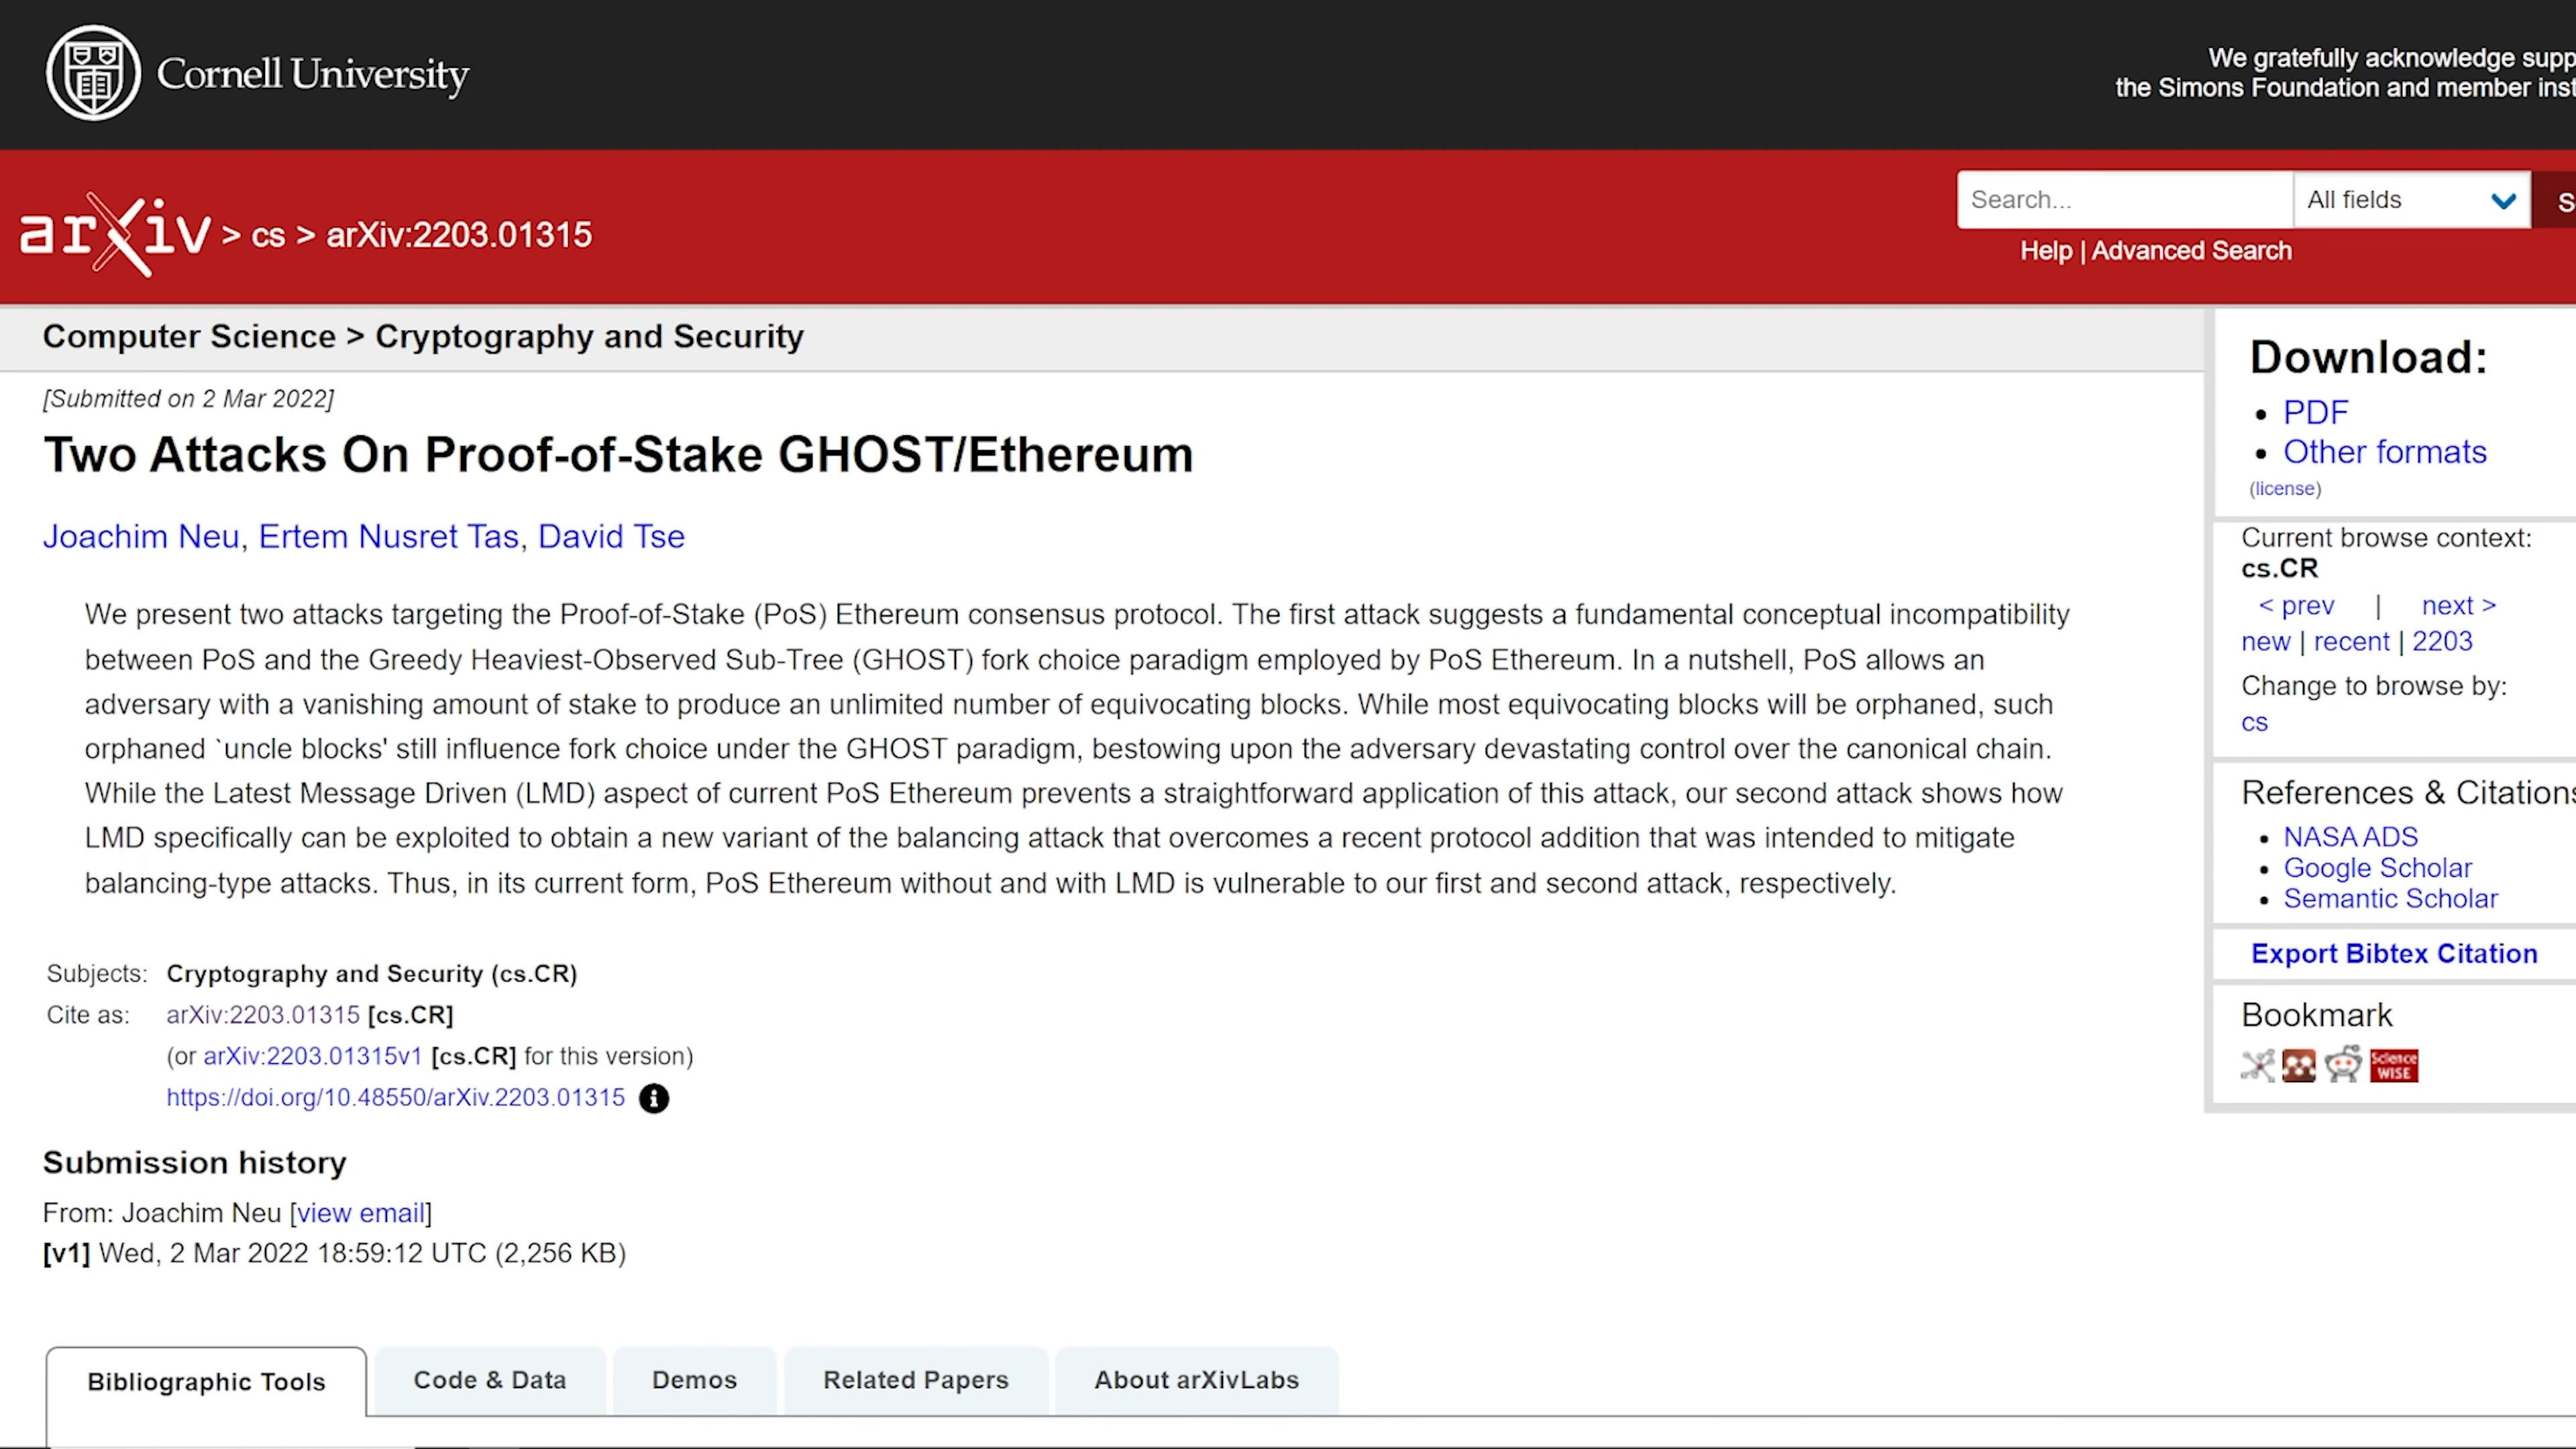 Cornell University
We gratefully acknowledge supp
the Simons Foundation and member inst
arXiv > cs > arXiv:2203.01315
Search...
All fields
S
Help | Advanced Search
Computer Science > Cryptography and Security
[Submitted on 2 Mar 2022]
Two Attacks On Proof-of-Stake GHOST/Ethereum
Joachim Neu, Ertem Nusret Tas, David Tse
We present two attacks targeting the Proof-of-Stake (PoS) Ethereum consensus protocol. The first attack suggests a fundamental conceptual incompatibility
between PoS and the Greedy Heaviest-Observed Sub-Tree (GHOST) fork choice paradigm employed by PoS Ethereum. In a nutshell, PoS allows an
adversary with a vanishing amount of stake to produce an unlimited number of equivocating blocks. While most equivocating blocks will be orphaned, such
orphaned `uncle blocks' still influence fork choice under the GHOST paradigm, bestowing upon the adversary devastating control over the canonical chain.
While the Latest Message Driven (LMD) aspect of current PoS Ethereum prevents a straightforward application of this attack, our second attack shows how
LMD specifically can be exploited to obtain a new variant of the balancing attack that overcomes a recent protocol addition that was intended to mitigate
balancing-type attacks. Thus, in its current form, PoS Ethereum without and with LMD is vulnerable to our first and second attack, respectively.
Subjects: Cryptography and Security (cs.CR)
Cite as: arXiv:2203.01315 [cs.CR]
(or arXiv:2203.01315v1 [cs.CR] for this version)
https://doi.org/10.48550/arXiv.2203.01315
Submission history
From: Joachim Neu [view email]
[v1] Wed, 2 Mar 2022 18:59:12 UTC (2,256 KB)
Download:
PDF
Other formats
(license)
Current browse context:
cs.CR
< prev | next >
new | recent | 2203
Change to browse by:
cs
References & Citations
NASA ADS
Google Scholar
Semantic Scholar
Export Bibtex Citation
Bookmark
Science
WISE
Bibliographic Tools
Code & Data
Demos
Related Papers
About arXivLabs